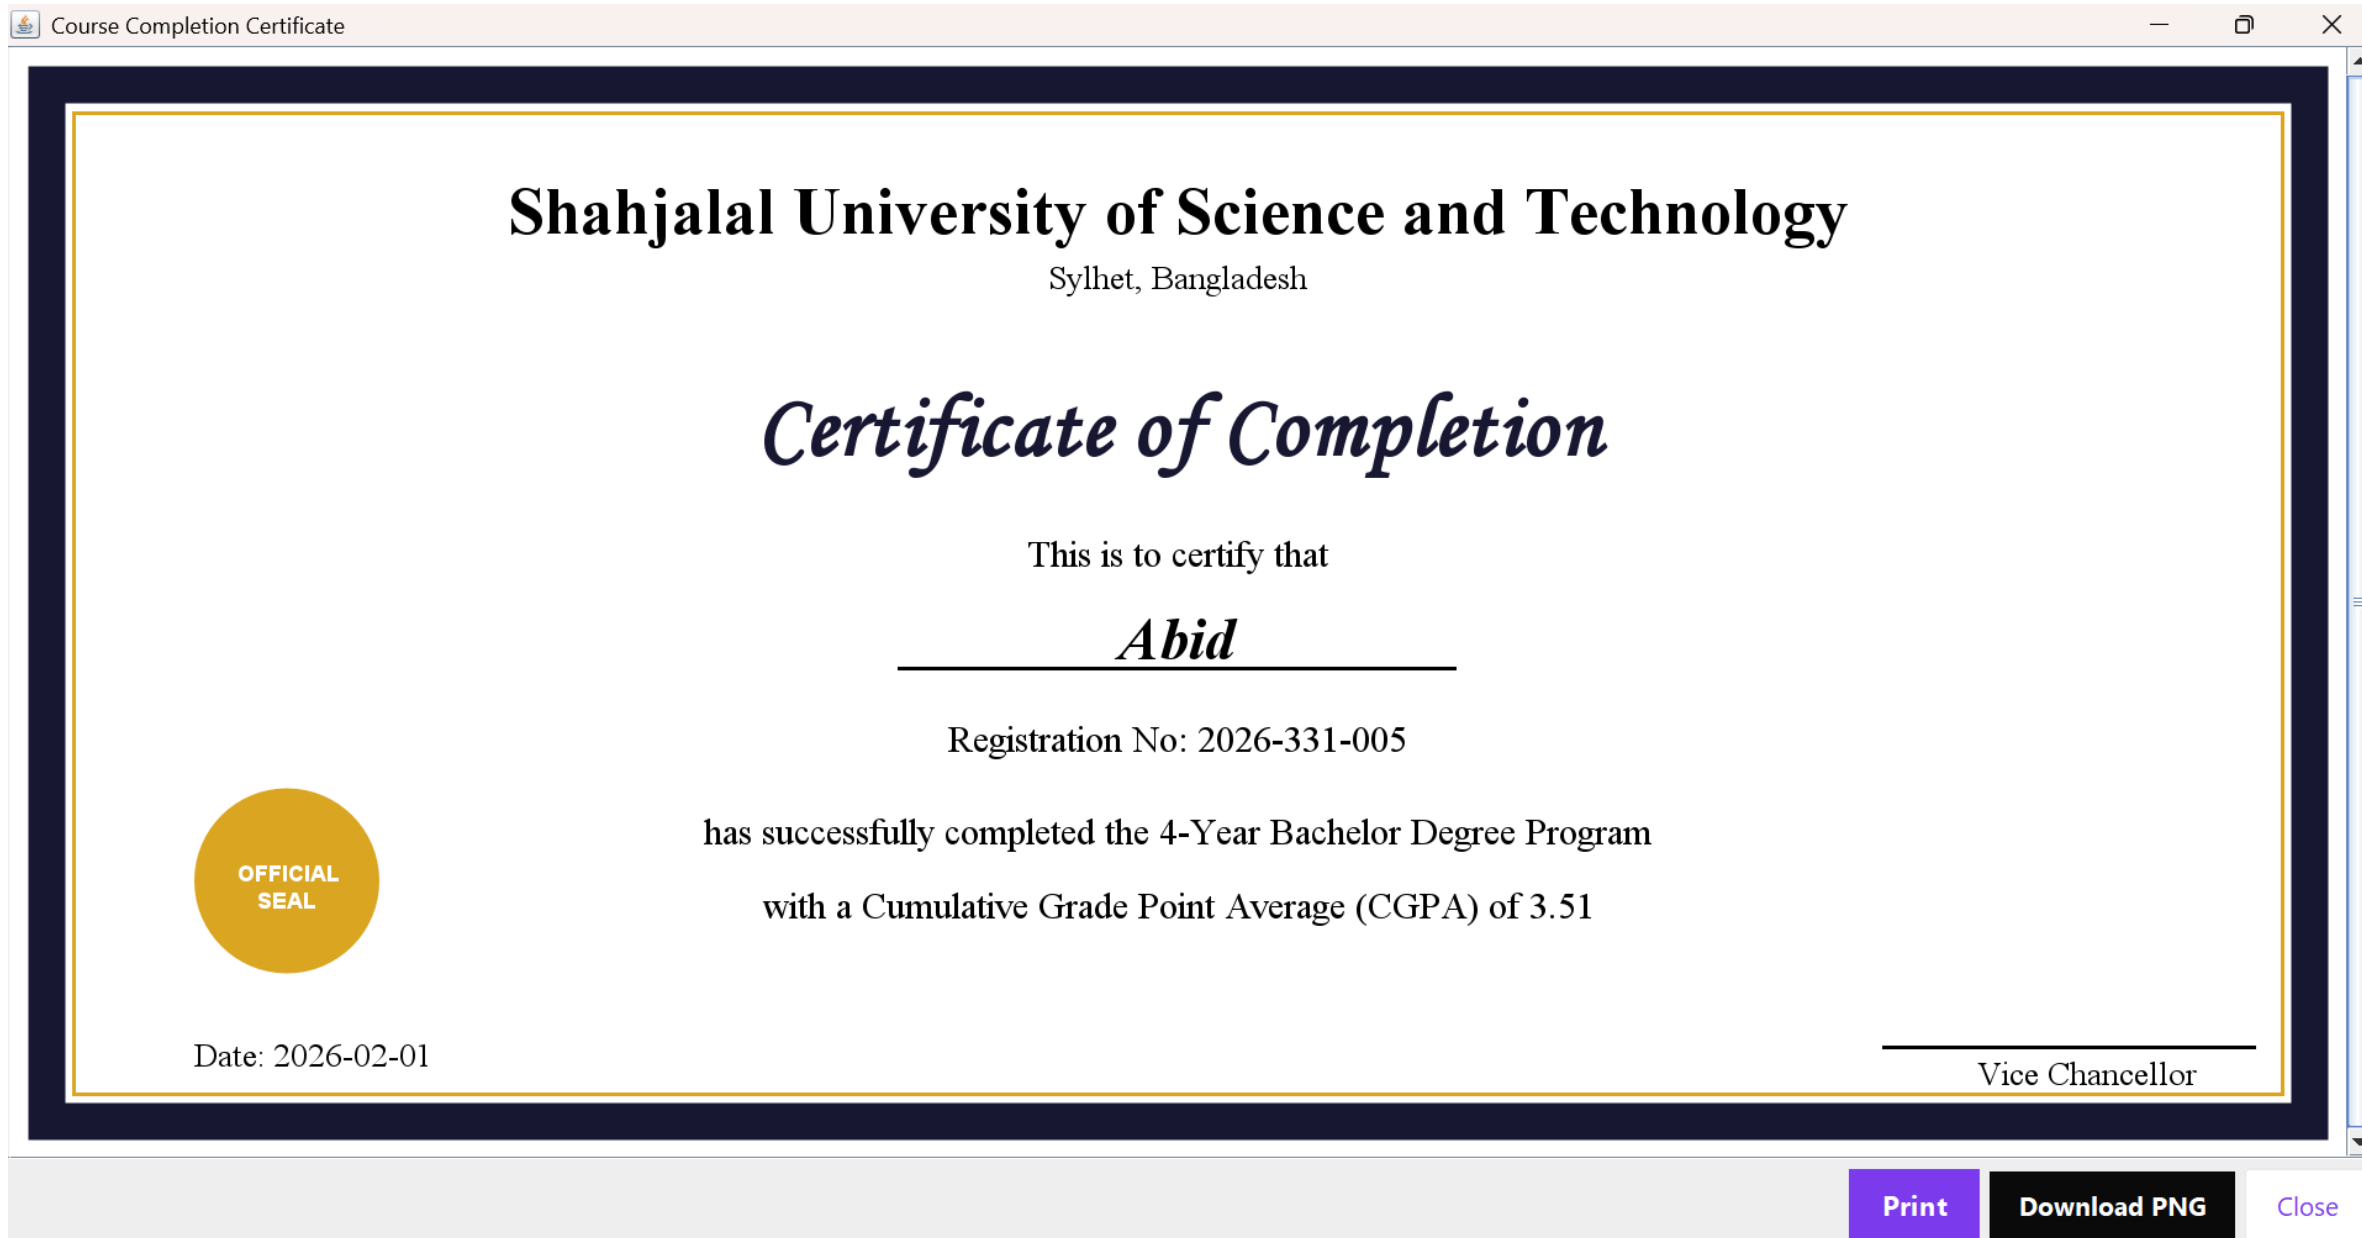 Course Completion Certificate
Shahjalal University of Science and Technology
Sylhet, Bangladesh
Certificate of Completion
This is to certify that
Abid
Registration No: 2026-331-005
has successfully completed the 4-Year Bachelor Degree Program
with a Cumulative Grade Point Average (CGPA) of 3.51
OFFICIAL
SEAL
Date: 2026-02-01
Vice Chancellor
Print
Download PNG
Close